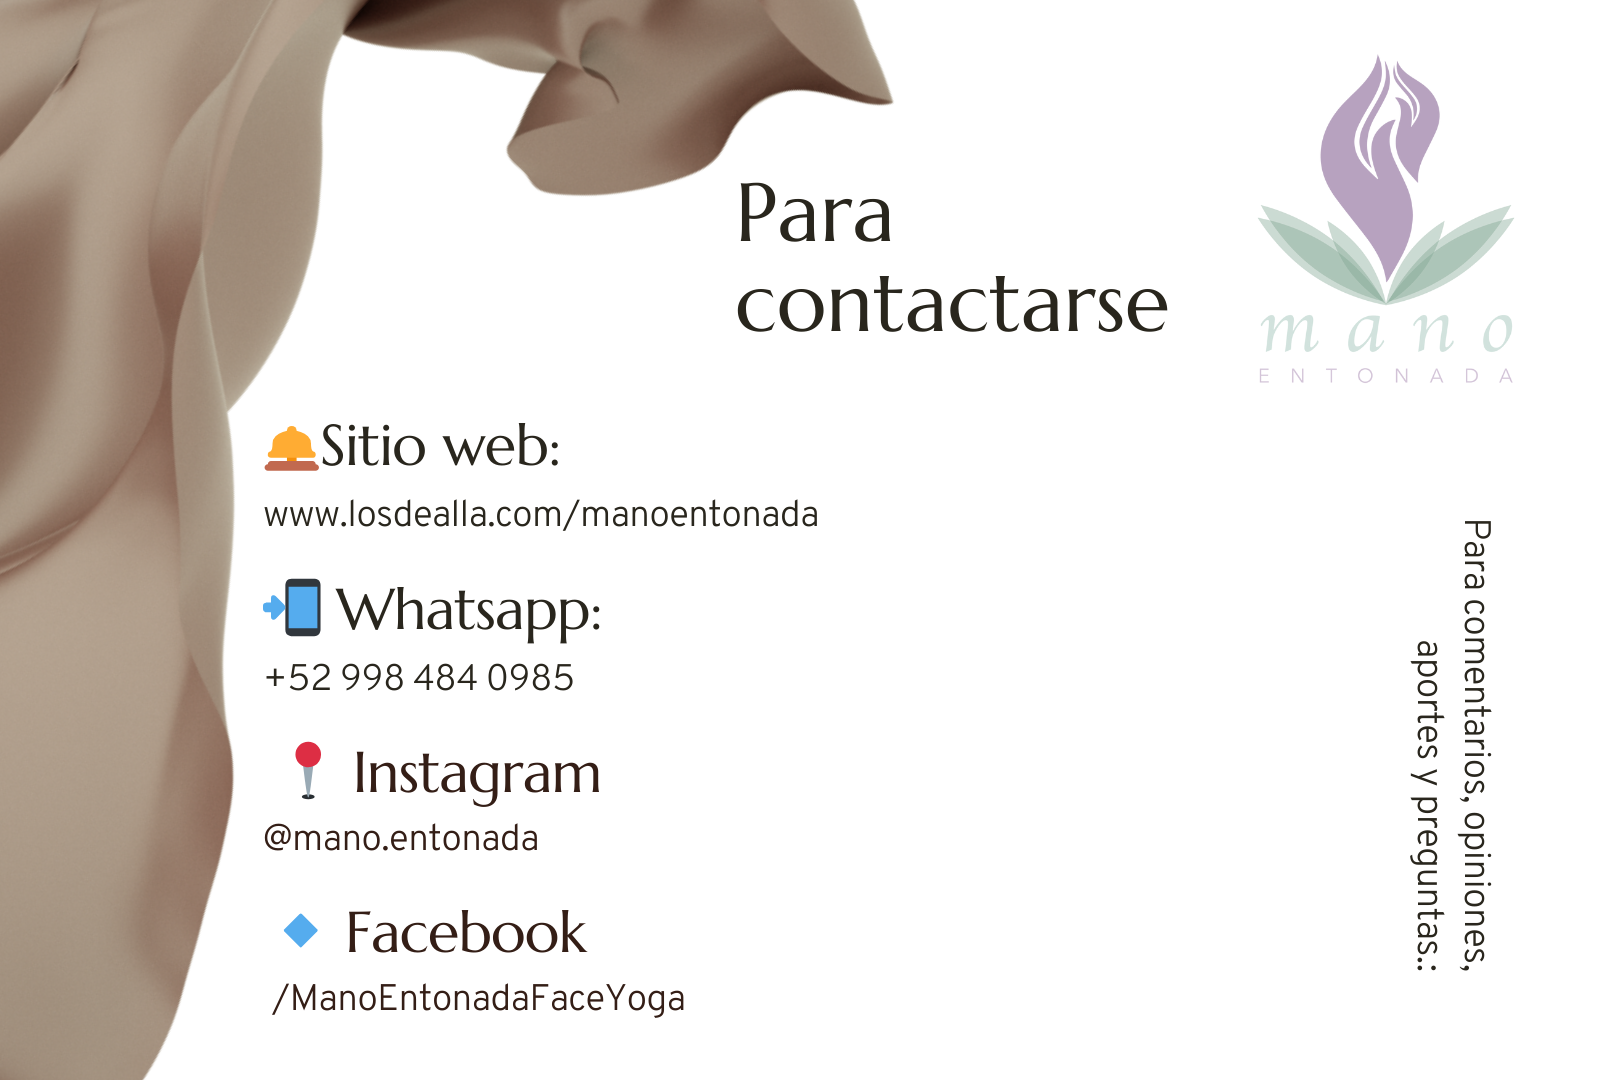 Para
contactarse
mano
ENTONADA
Sitio web:
www.losdealla.com/manoentonada
Whatsapp:
+52 998 484 0985
Instagram
@mano.entonada
Facebook
/ManoEntonadaFaceYoga
Para comentarios, opiniones,
aportes y preguntas.: